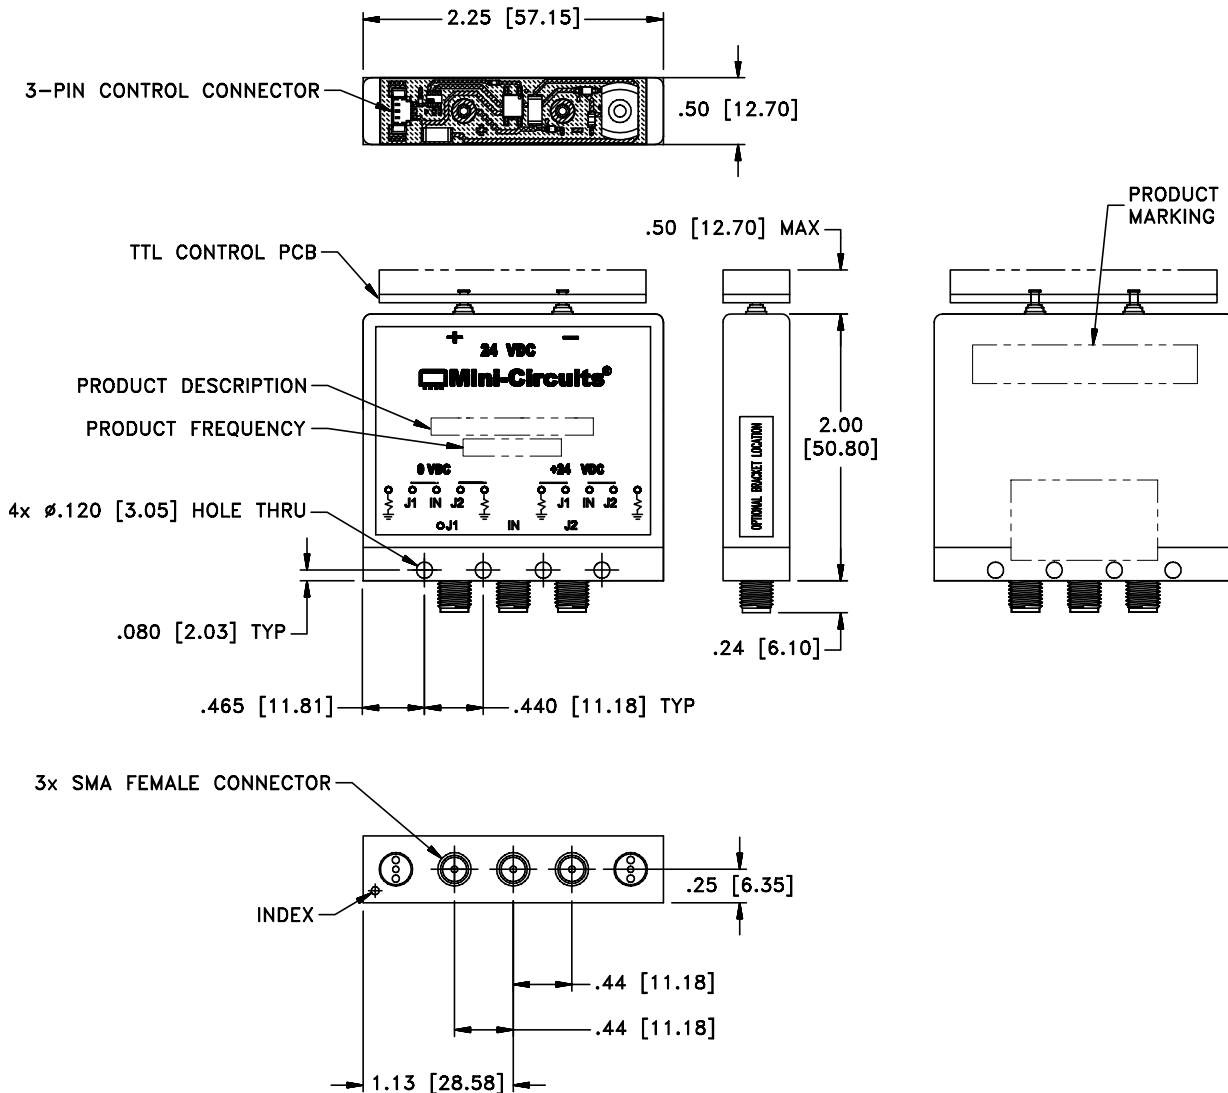 2.25 [57.15]
3-PIN CONTROL CONNECTOR
.50 [12.70]
PRODUCT
MARKING
.50 [12.70] MAX
TTL CONTROL PCB
+ −
24 VDC
Mini-Circuits®
PRODUCT DESCRIPTION
PRODUCT FREQUENCY
2.00
[50.80]
OPTIONAL BRACKET LOCATION
0 VDC +24 VDC
J1 IN J2 J1 IN J2
4x ø.120 [3.05] HOLE THRU
J1 IN J2
.080 [2.03] TYP
.24 [6.10]
.465 [11.81]
.440 [11.18] TYP
3x SMA FEMALE CONNECTOR
.25 [6.35]
INDEX
.44 [11.18]
.44 [11.18]
1.13 [28.58]